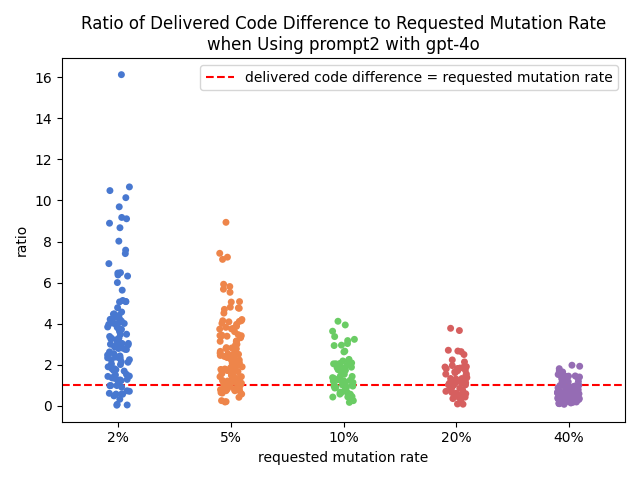 Ratio of Delivered Code Difference to Requested Mutation Rate
when Using prompt2 with gpt-4o
delivered code difference = requested mutation rate
ratio
16
14
12
10
8
6
4
2
0
2%
5%
10%
20%
40%
requested mutation rate